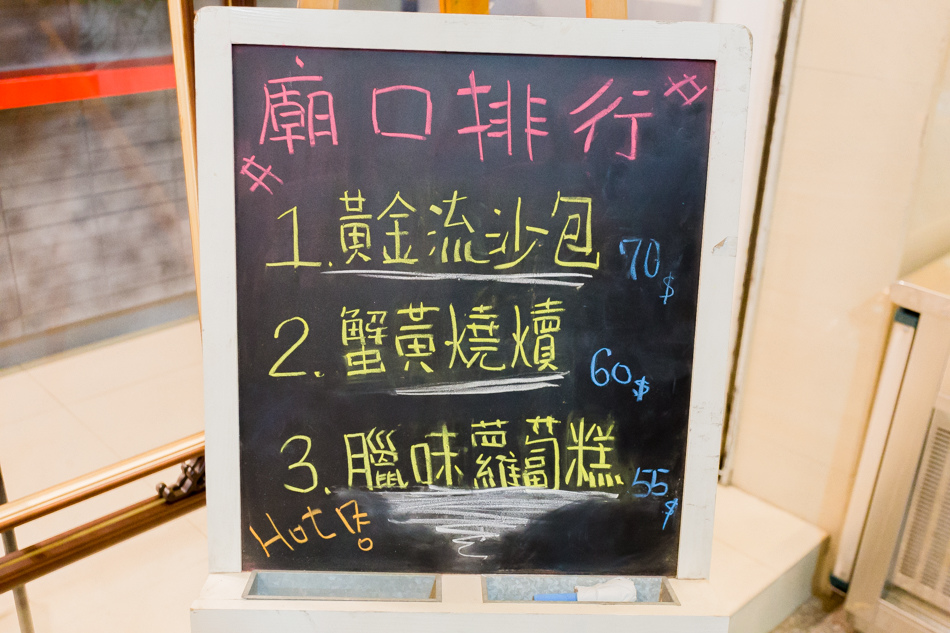 廟口排行
1.黃金流沙包 70$
2.蟹黃燒賣 60$
3.臘味蘿蔔糕 55$
Hot